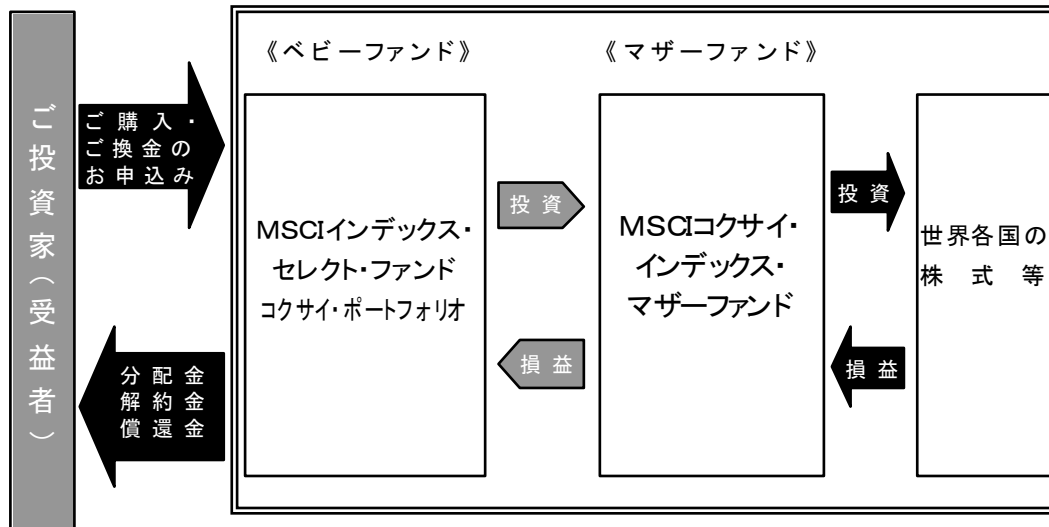 ご投資家（受益者）
ご購入・
ご換金の
お申込み
分配金
解約金
償還金
《ベビーファンド》
MSCIインデックス・
セレクト・ファンド
コクサイ・ポートフォリオ
投資
損益
《マザーファンド》
MSCIコクサイ・
インデックス・
マザーファンド
投資
損益
世界各国の
株式等